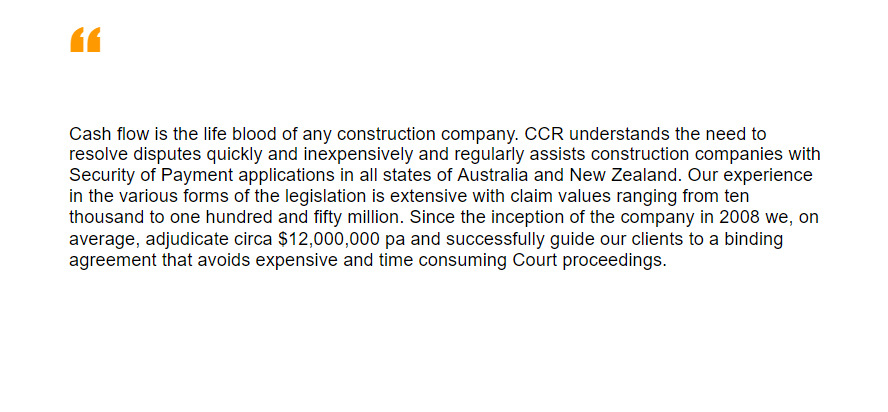 “
Cash flow is the life blood of any construction company. CCR understands the need to
resolve disputes quickly and inexpensively and regularly assists construction companies with
Security of Payment applications in all states of Australia and New Zealand. Our experience
in the various forms of the legislation is extensive with claim values ranging from ten
thousand to one hundred and fifty million. Since the inception of the company in 2008 we, on
average, adjudicate circa $12,000,000 pa and successfully guide our clients to a binding
agreement that avoids expensive and time consuming Court proceedings.